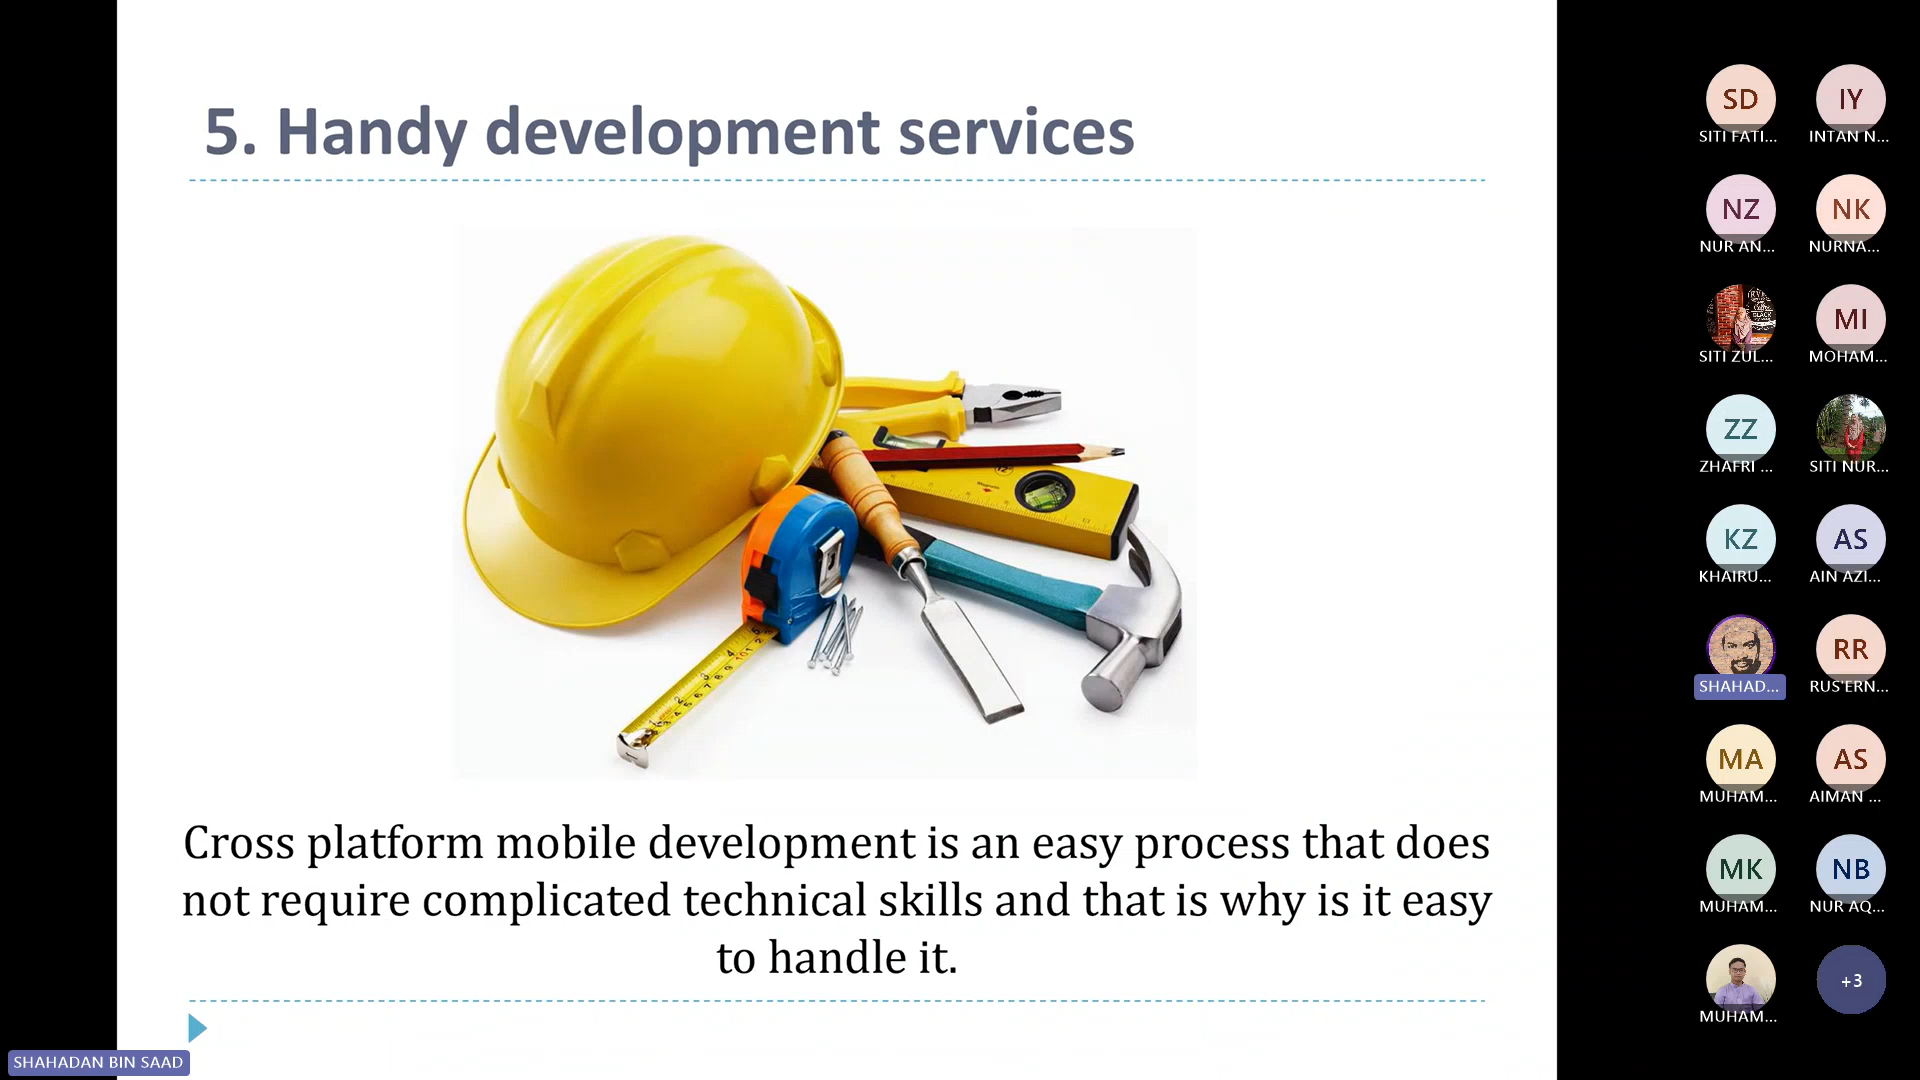 5. Handy development services
Cross platform mobile development is an easy process that does
not require complicated technical skills and that is why is it easy
to handle it.
SHAHADAN BIN SAAD
SD
SITI FATI...
IY
INTAN N...
NZ
NUR AN...
NK
NURNA...
SITI ZUL...
MI
MOHAM...
ZZ
ZHAFRI ...
SITI NUR...
KZ
KHAIRU...
AS
AIN AZI...
SHAHAD...
RR
RUS'ERN...
MA
MUHAM...
AS
AIMAN ...
MK
MUHAM...
NB
NUR AQ...
MUHAM...
+3